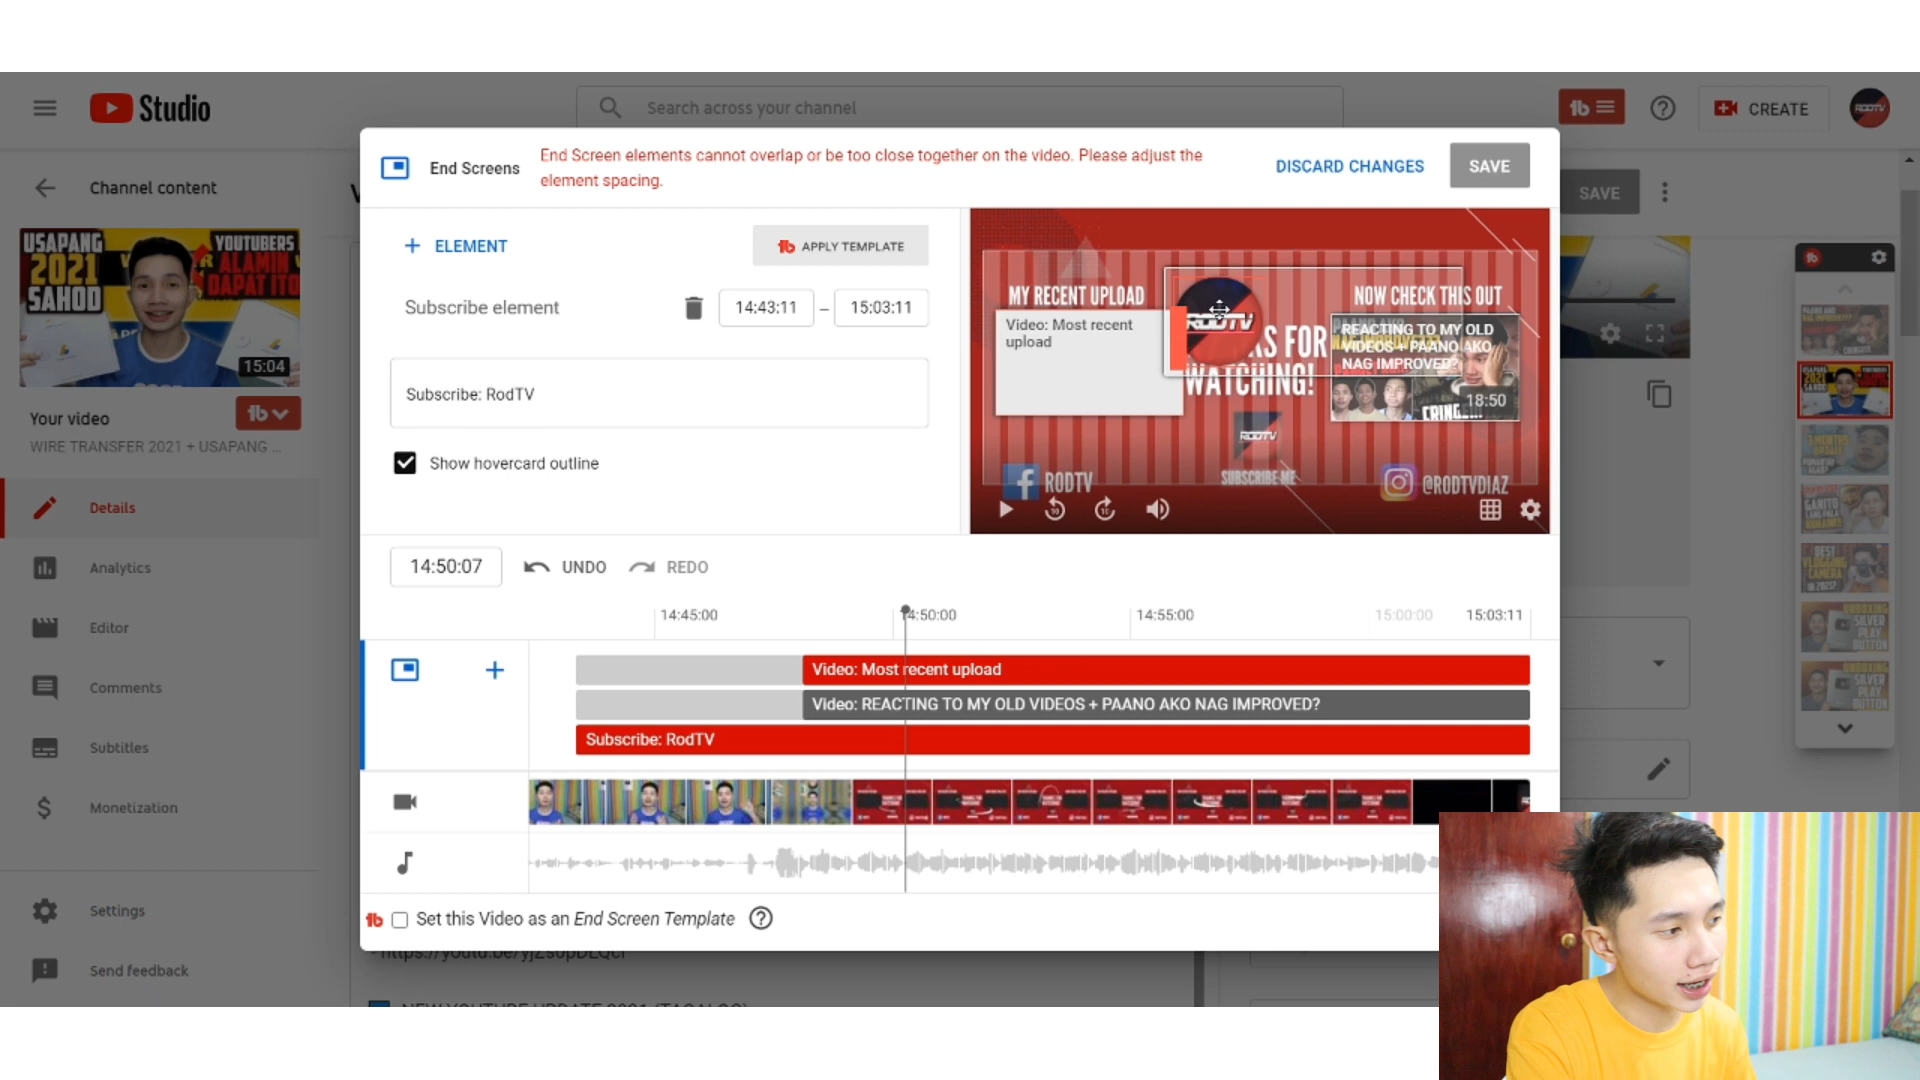 Studio
Search across your channel
CREATE
RODTV
Channel content
USAPANG
2021
SAHOD
YOUTUBERS
ALAMIN
DAPAT ITO
15:04
Your video
WIRE TRANSFER 2021 + USAPANG ...
Details
Analytics
Editor
Comments
Subtitles
Monetization
Settings
Send feedback
End Screens
End Screen elements cannot overlap or be too close together on the video. Please adjust the
element spacing.
DISCARD CHANGES
SAVE
SAVE
+ ELEMENT
APPLY TEMPLATE
Subscribe element
14:43:11 – 15:03:11
Subscribe: RodTV
Show hovercard outline
MY RECENT UPLOAD
Video: Most recent
upload
RODTV
KS FOR
WATCHING!
NOW CHECK THIS OUT
REACTING TO MY OLD
VIDEOS + PAANO AKO
NAG IMPROVED?
CRING
18:50
RODTV
SUBSCRIBE ME
RODTV
@RODTVDIAZ
14:50:07
UNDO
REDO
14:45:00
14:50:00
14:55:00
15:00:00
15:03:11
Video: Most recent upload
Video: REACTING TO MY OLD VIDEOS + PAANO AKO NAG IMPROVED?
Subscribe: RodTV
Set this Video as an End Screen Template